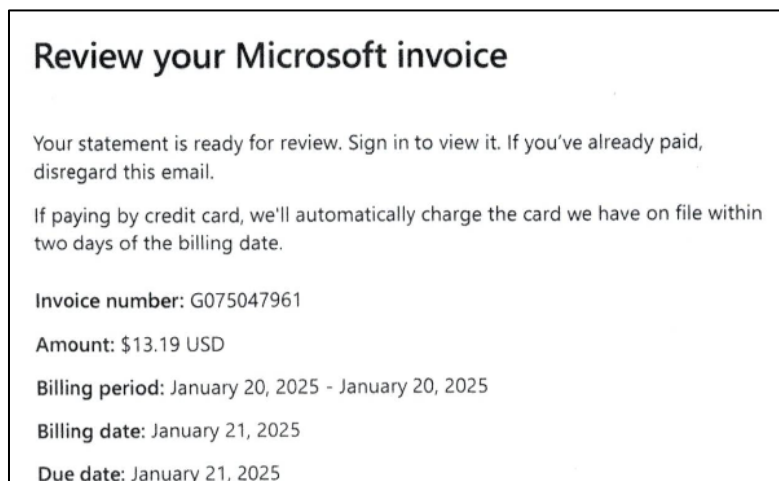 Review your Microsoft invoice
Your statement is ready for review. Sign in to view it. If you've already paid,
disregard this email.
If paying by credit card, we'll automatically charge the card we have on file within
two days of the billing date.
Invoice number: G075047961
Amount: $13.19 USD
Billing period: January 20, 2025 - January 20, 2025
Billing date: January 21, 2025
Due date: January 21, 2025